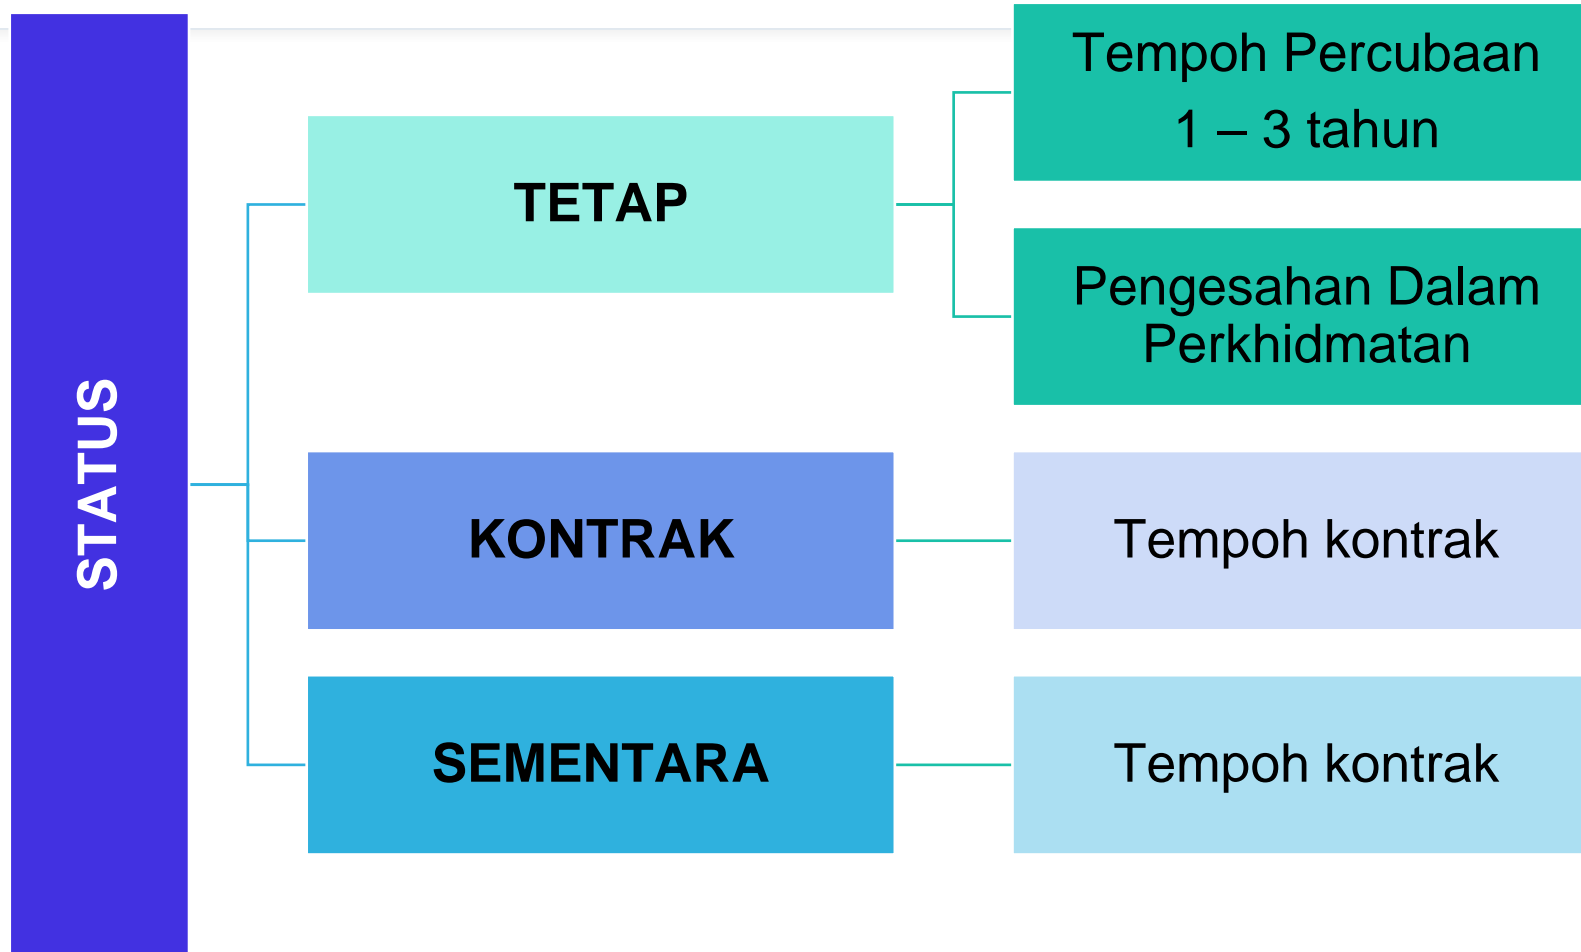 STATUS
TETAP
Tempoh Percubaan
1 – 3 tahun
Pengesahan Dalam
Perkhidmatan
KONTRAK
Tempoh kontrak
SEMENTARA
Tempoh kontrak